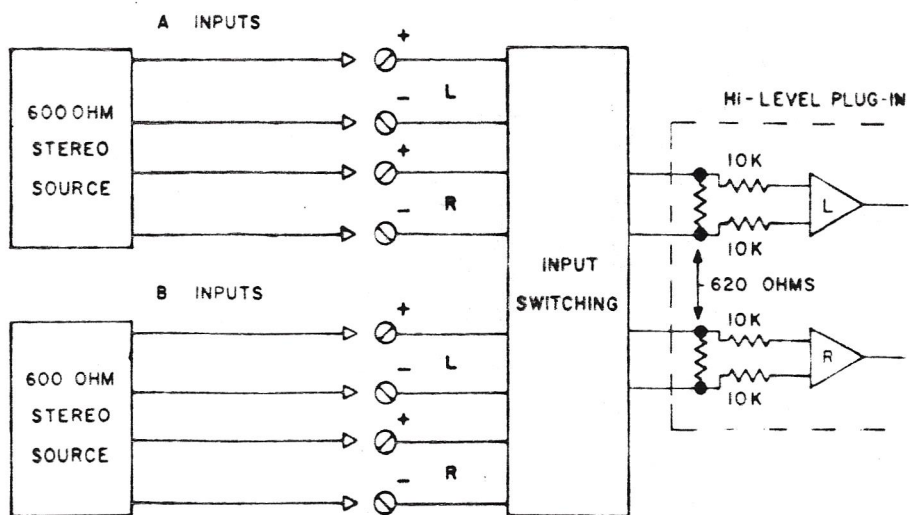 A INPUTS
600 OHM
STEREO
SOURCE
+
- L
+
- R
B INPUTS
600 OHM
STEREO
SOURCE
+
- L
+
- R
INPUT
SWITCHING
Hi-LEVEL PLUG-IN
10K
L
10K
620 OHMS
10K
R
10K